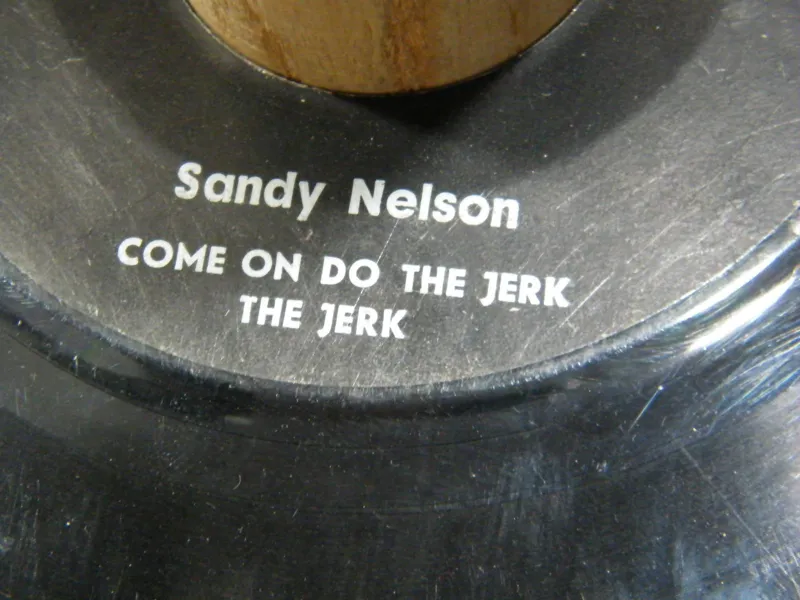 Sandy Nelson
COME ON DO THE JERK
THE JERK